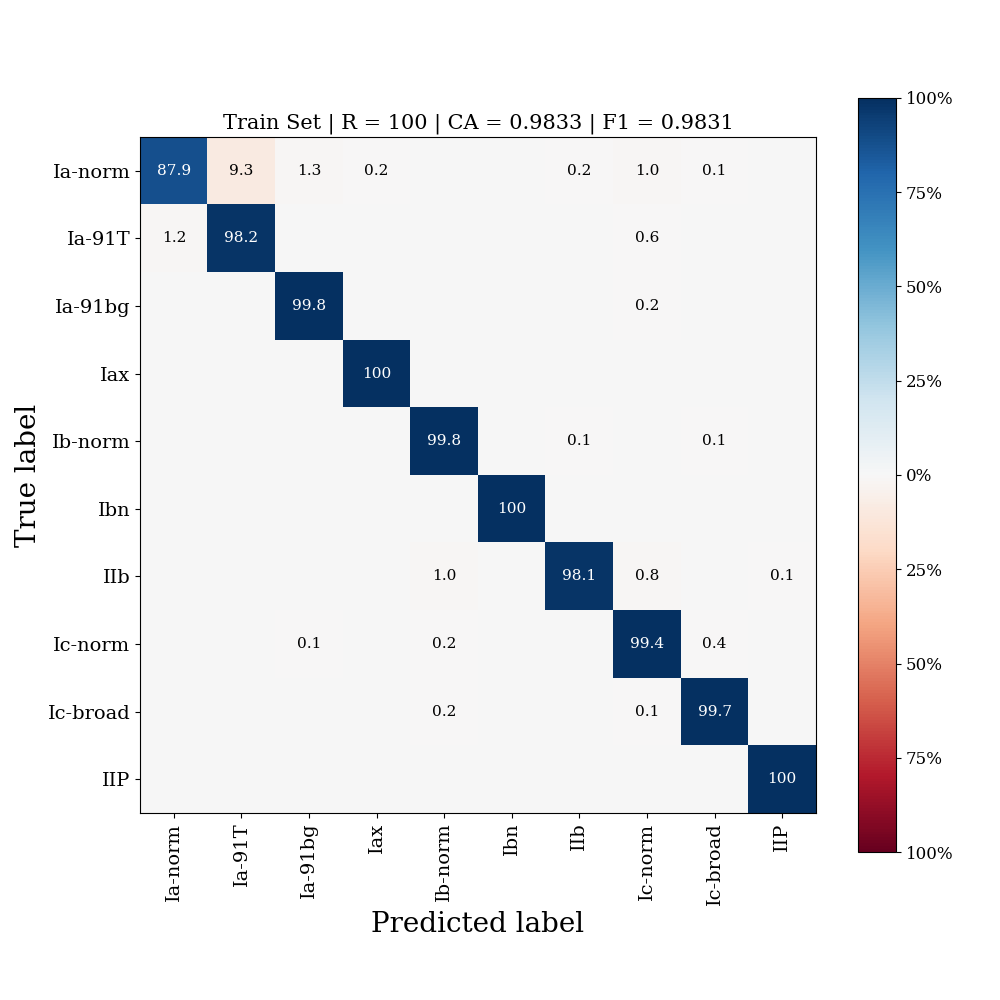 Train Set | R = 100 | CA = 0.9833 | F1 = 0.9831
True label
Ia-norm 87.9 9.3 1.3 0.2 0.2 1.0 0.1
Ia-91T 1.2 98.2 0.6
Ia-91bg 99.8 0.2
Iax 100
Ib-norm 99.8 0.1 0.1
Ibn 100
IIb 1.0 98.1 0.8 0.1
Ic-norm 0.1 0.2 99.4 0.4
Ic-broad 0.2 0.1 99.7
IIP 100
Ia-norm Ia-91T Ia-91bg Iax Ib-norm Ibn IIb Ic-norm Ic-broad IIP
Predicted label
100%
75%
50%
25%
0%
25%
50%
75%
100%